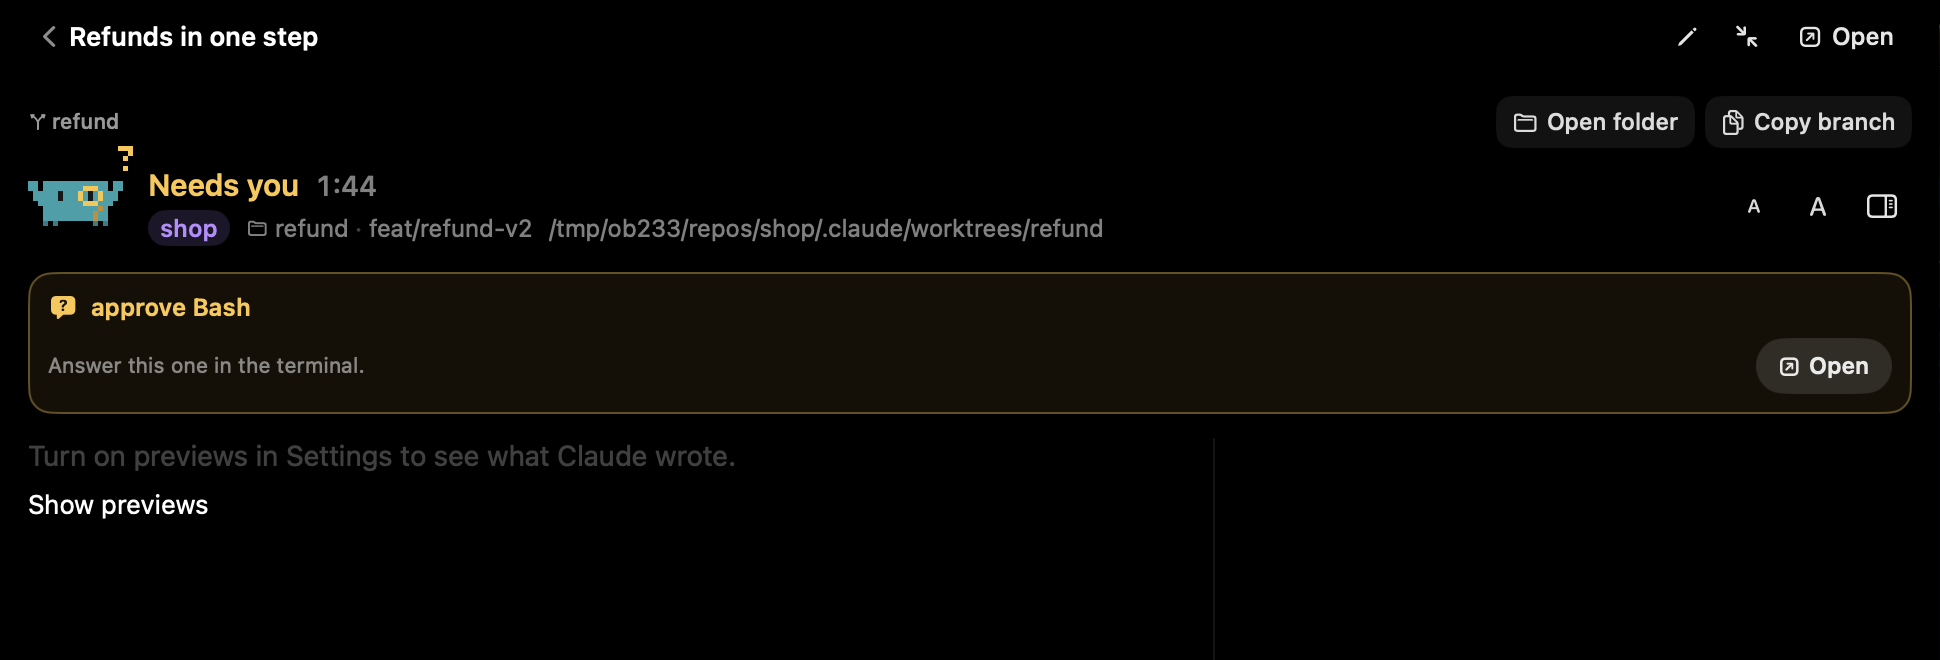 Refunds in one step
Open
refund
Open folder
Copy branch
Needs you 1:44
A A
shop refund · feat/refund-v2 /tmp/ob233/repos/shop/.claude/worktrees/refund
approve Bash
Answer this one in the terminal.
Open
Turn on previews in Settings to see what Claude wrote.
Show previews